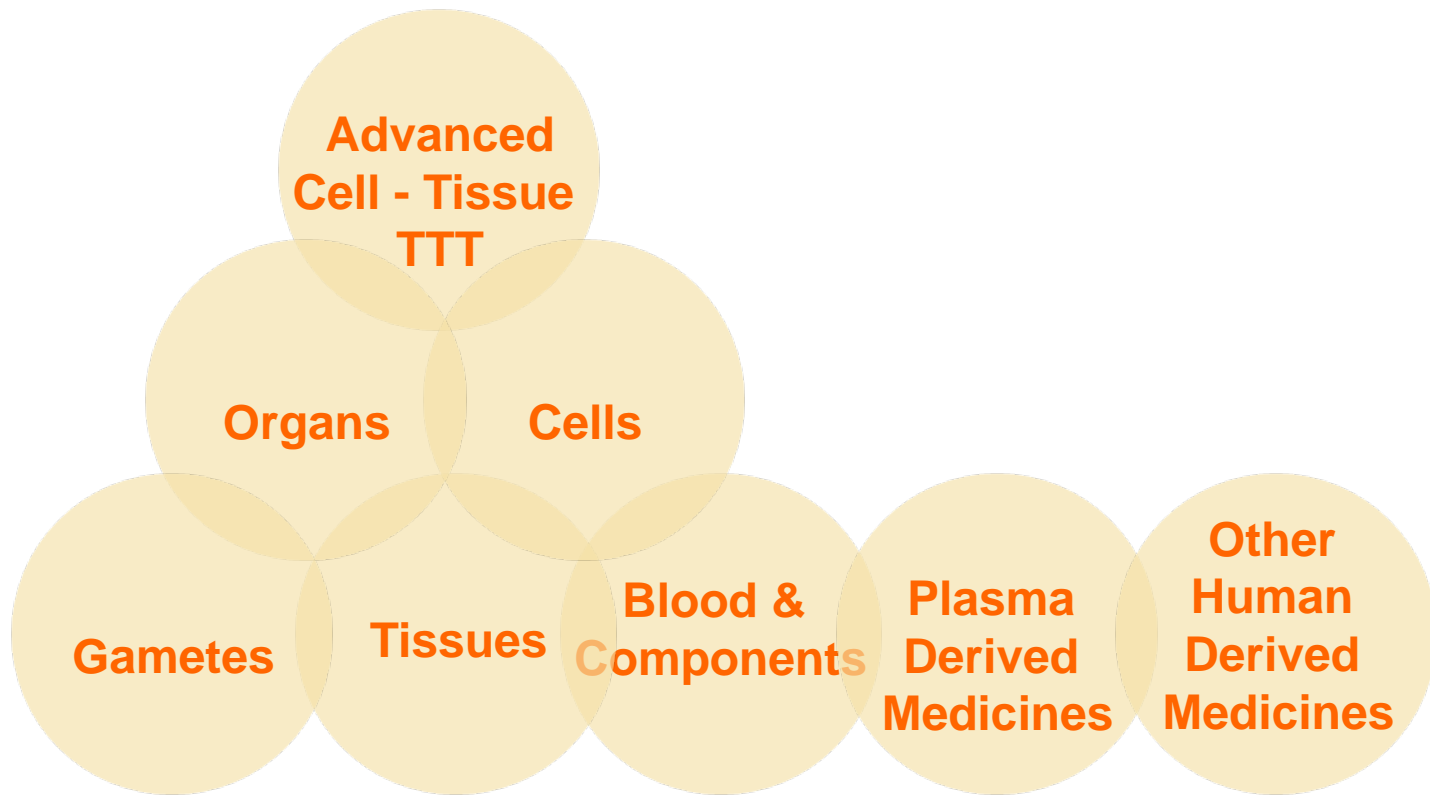 Advanced
Cell - Tissue
TTT
Organs
Cells
Gametes
Tissues
Blood &
Components
Plasma
Derived
Medicines
Other
Human
Derived
Medicines